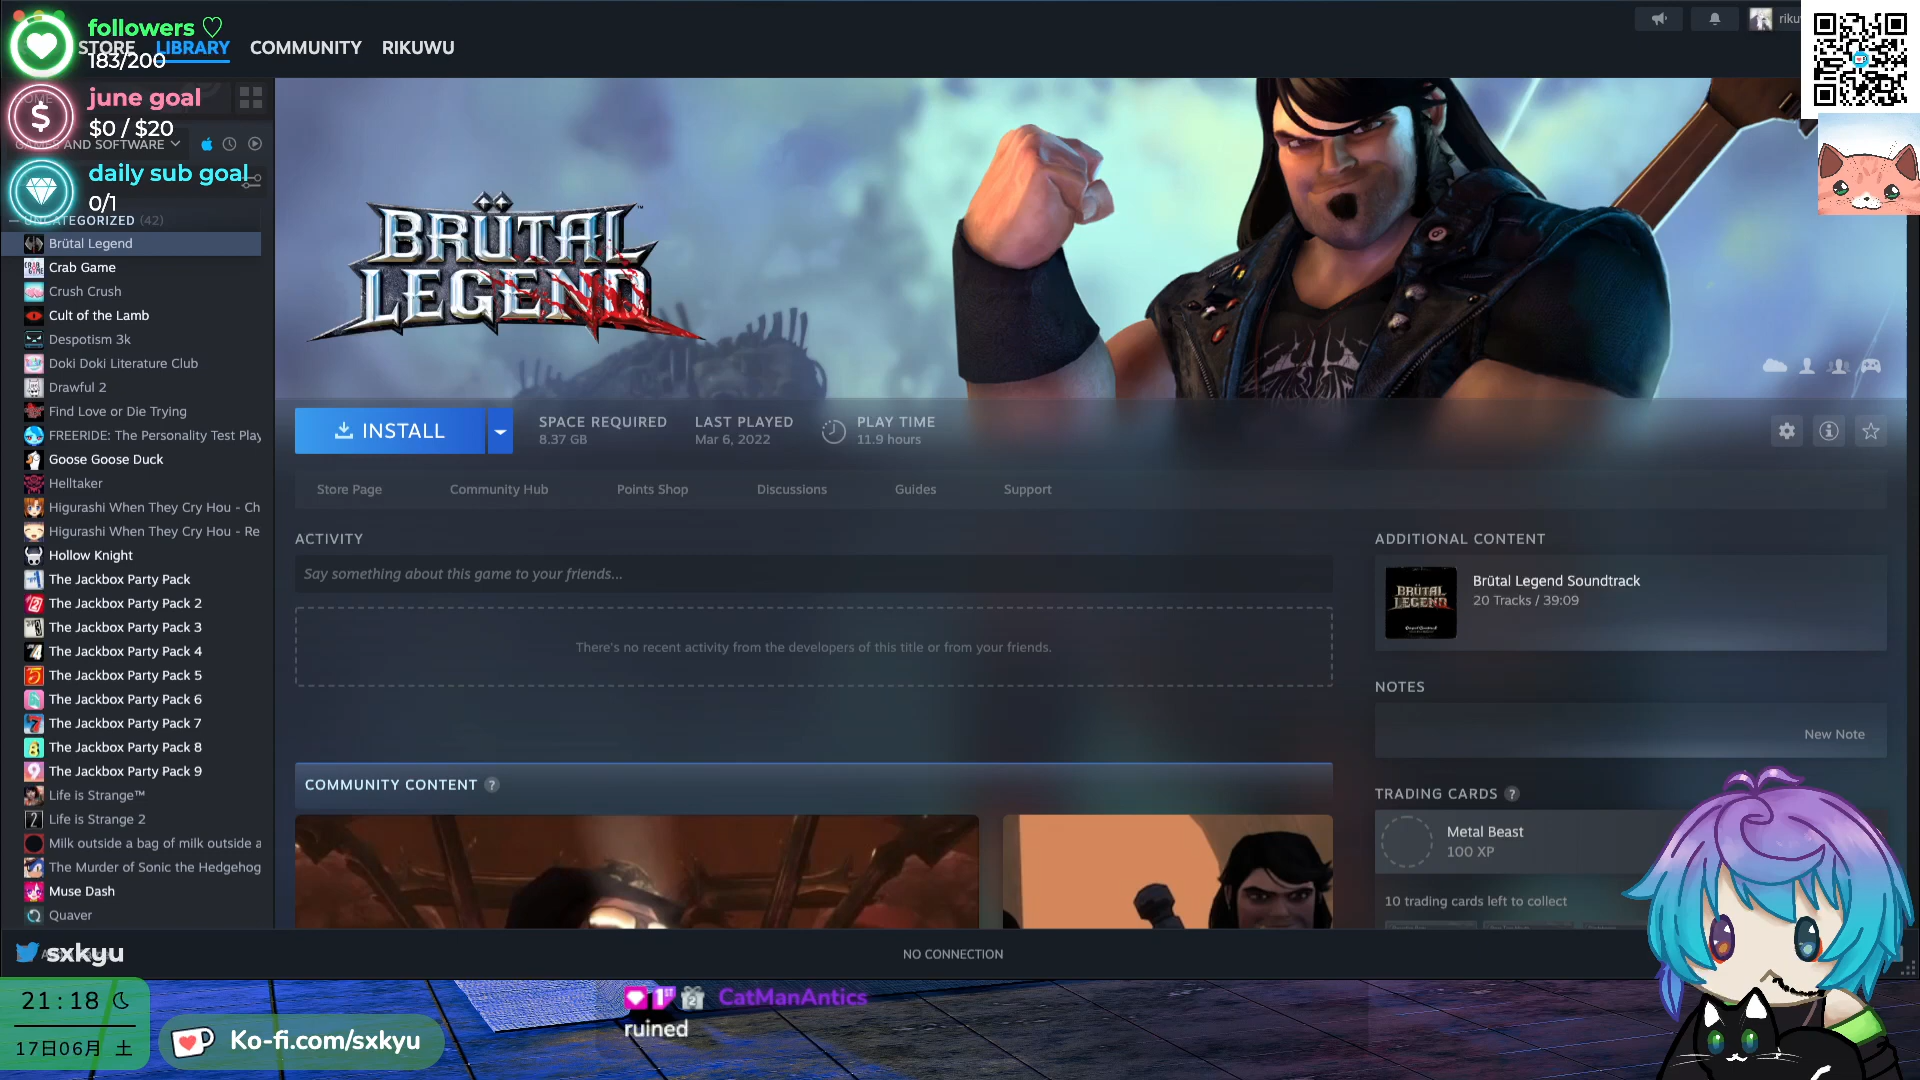 followers ♡
183/200
STORE LIBRARY COMMUNITY RIKUWU
june goal
$0 / $20
GAMES AND SOFTWARE
daily sub goal
0/1
UNCATEGORIZED (42)
Brütal Legend
Crab Game
Crush Crush
Cult of the Lamb
Despotism 3k
Doki Doki Literature Club
Drawful 2
Find Love or Die Trying
FREERIDE: The Personality Test Play
Goose Goose Duck
Helltaker
Higurashi When They Cry Hou - Ch
Higurashi When They Cry Hou - Re
Hollow Knight
The Jackbox Party Pack
The Jackbox Party Pack 2
The Jackbox Party Pack 3
The Jackbox Party Pack 4
The Jackbox Party Pack 5
The Jackbox Party Pack 6
The Jackbox Party Pack 7
The Jackbox Party Pack 8
The Jackbox Party Pack 9
Life is Strange™
Life is Strange 2
Milk outside a bag of milk outside a
The Murder of Sonic the Hedgehog
Muse Dash
Quaver
BRÜTAL
LEGEND
INSTALL
SPACE REQUIRED
8.37 GB
LAST PLAYED
Mar 6, 2022
PLAY TIME
11.9 hours
Store Page Community Hub Points Shop Discussions Guides Support
ACTIVITY
Say something about this game to your friends...
There's no recent activity from the developers of this title or from your friends.
COMMUNITY CONTENT ?
ADDITIONAL CONTENT
BRÜTAL
LEGEND
Brütal Legend Soundtrack
20 Tracks / 39:09
NOTES
New Note
TRADING CARDS ?
Metal Beast
100 XP
10 trading cards left to collect
sxkyu
NO CONNECTION
21:18
17日06月 土
Ko-fi.com/sxkyu
CatManAntics
ruined